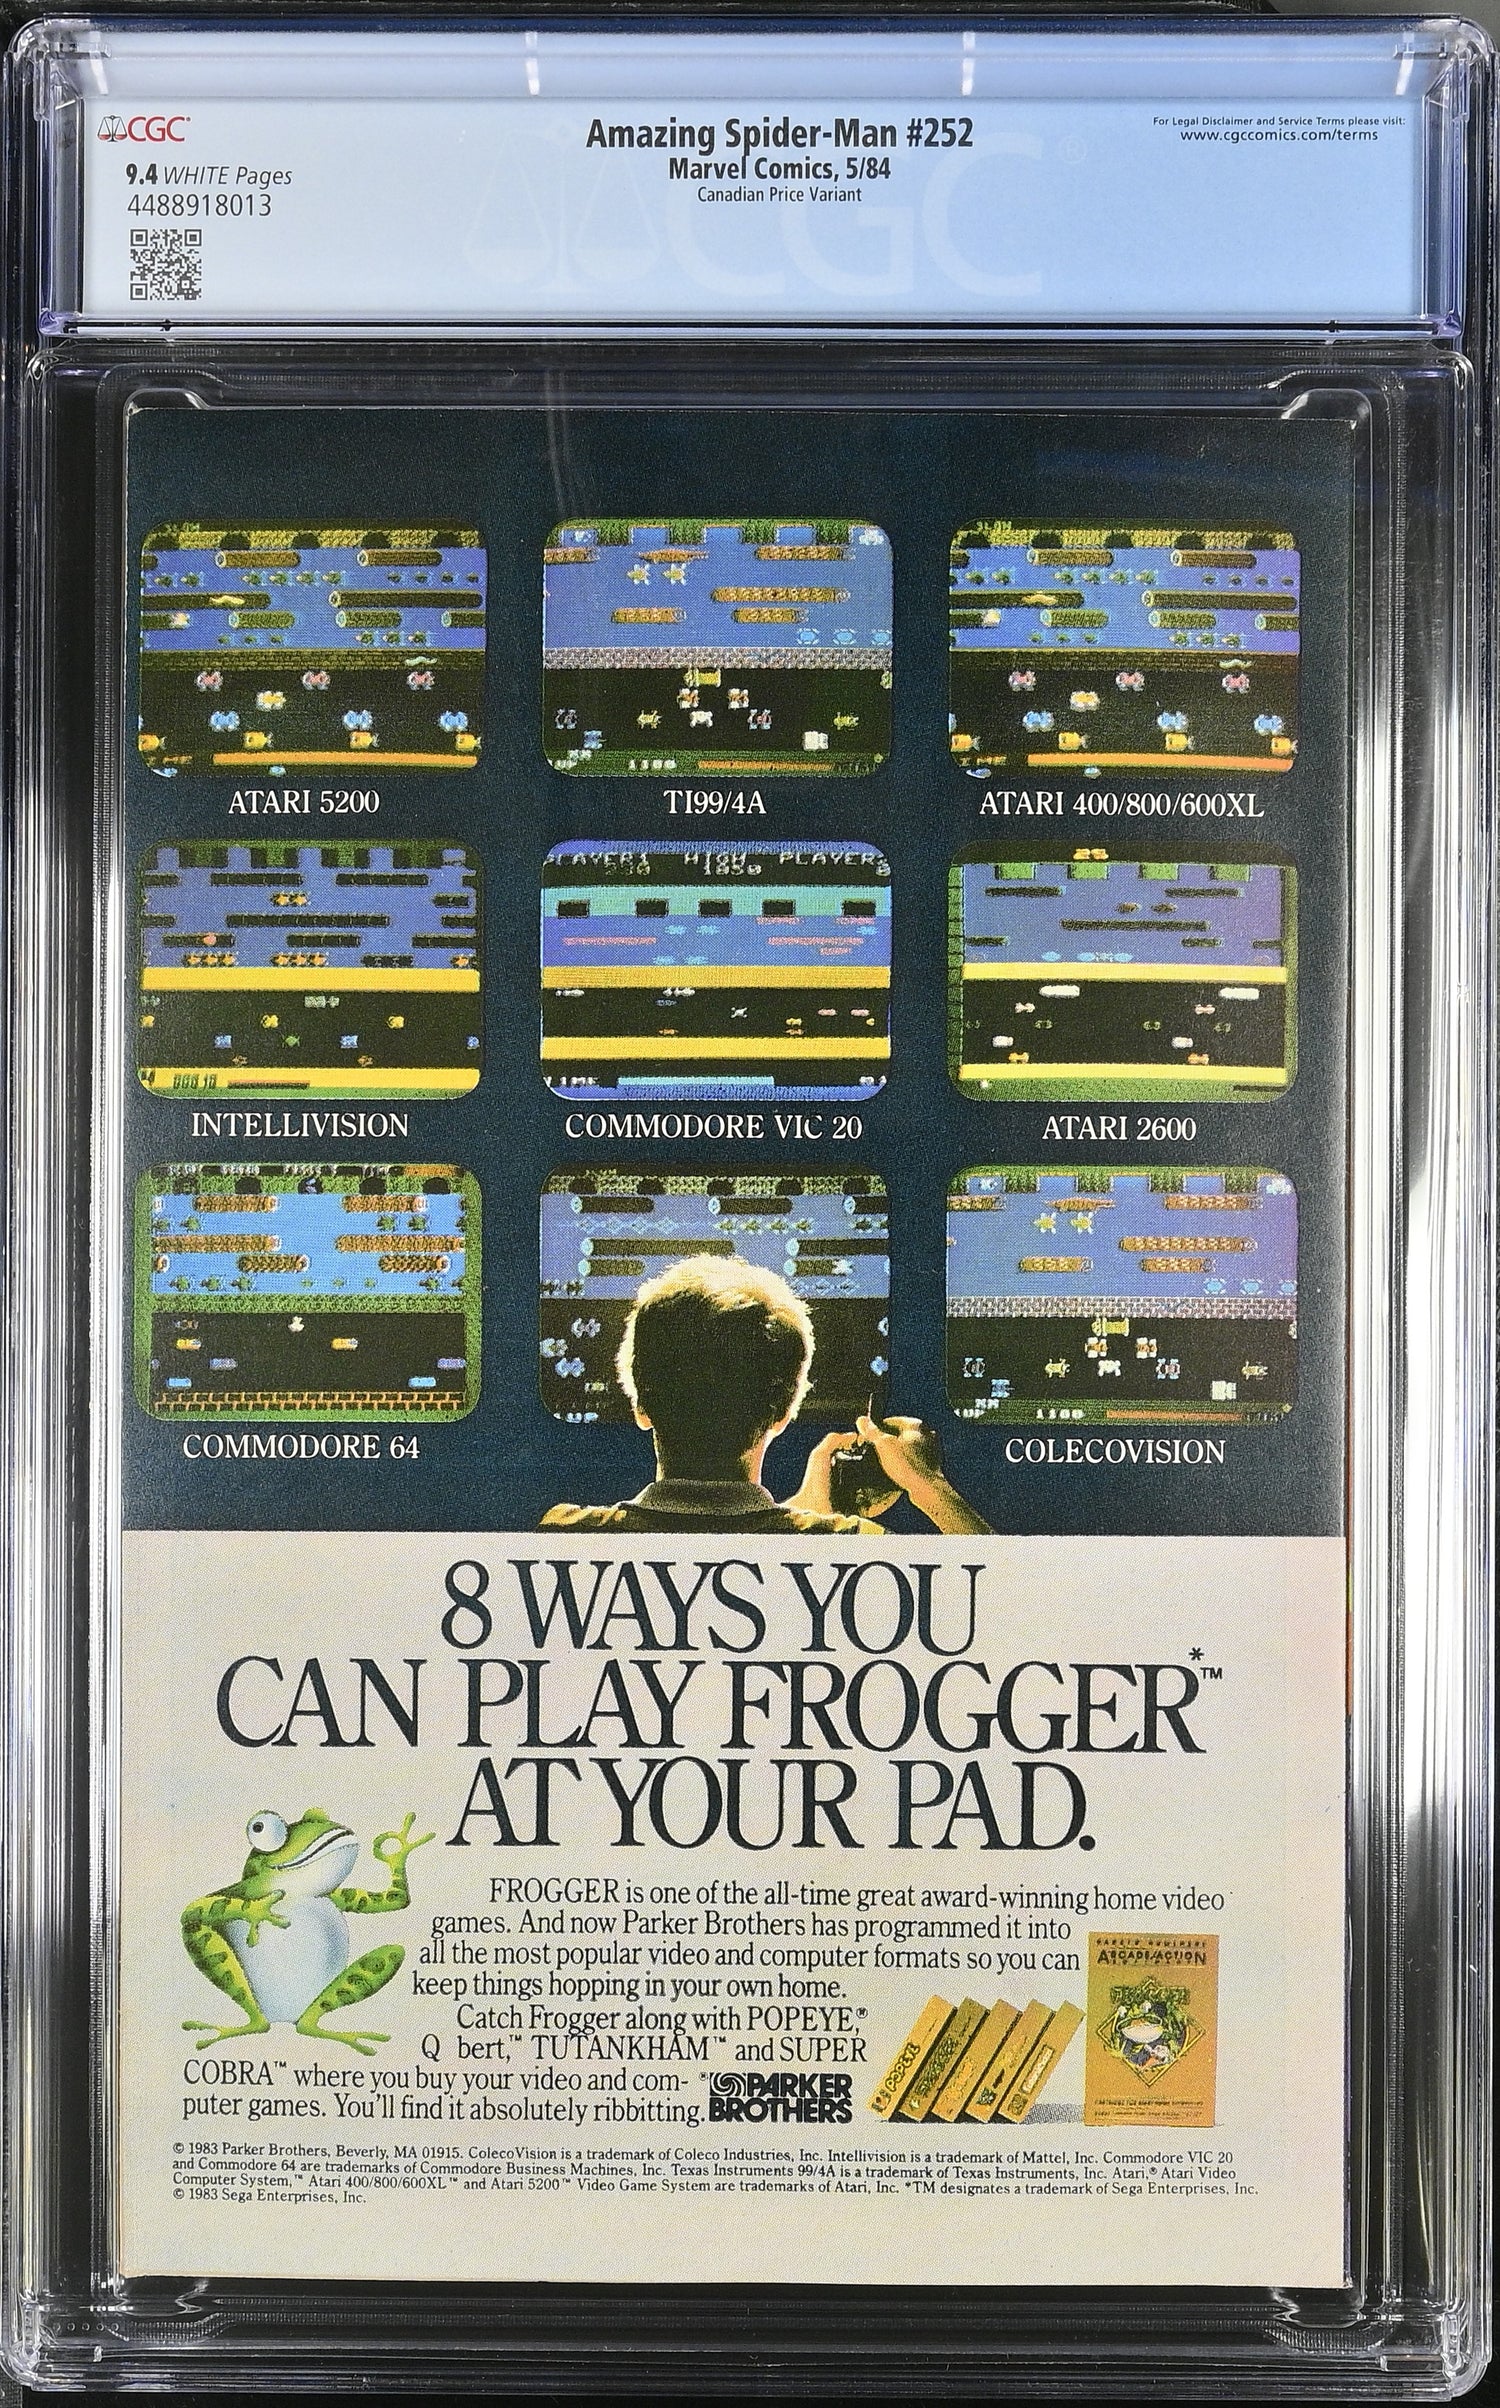 CGC
9.4 WHITE Pages
4488918013
Amazing Spider-Man #252
Marvel Comics, 5/84
Canadian Price Variant
For Legal Disclaimer and Service Terms please visit:
www.cgccomics.com/terms
CGC
ATARI 5200
TI99/4A
ATARI 400/800/600XL
PLAYER1 HIGH PLAYER
INTELLIVISION
COMMODORE VIC 20
ATARI 2600
COMMODORE 64
COLECOVISION
8 WAYS YOU
CAN PLAY FROGGER*™
AT YOUR PAD.
FROGGER is one of the all-time great award-winning home video
games. And now Parker Brothers has programmed it into
all the most popular video and computer formats so you can
keep things hopping in your own home.
Catch Frogger along with POPEYE,®
Q bert,™ TUTANKHAM™ and SUPER
COBRA™ where you buy your video and com-
puter games. You'll find it absolutely ribbitting.
PARKER
BROTHERS
POPEYE
PARKER BROTHERS
ARCADE/ACTION
FROGGER
© 1983 Parker Brothers, Beverly, MA 01915. ColecoVision is a trademark of Coleco Industries, Inc. Intellivision is a trademark of Mattel, Inc. Commodore VIC 20
and Commodore 64 are trademarks of Commodore Business Machines, Inc. Texas Instruments 99/4A is a trademark of Texas Instruments, Inc. Atari,® Atari Video
Computer System,™ Atari 400/800/600XL™ and Atari 5200™ Video Game System are trademarks of Atari, Inc. *TM designates a trademark of Sega Enterprises, Inc.
© 1983 Sega Enterprises, Inc.